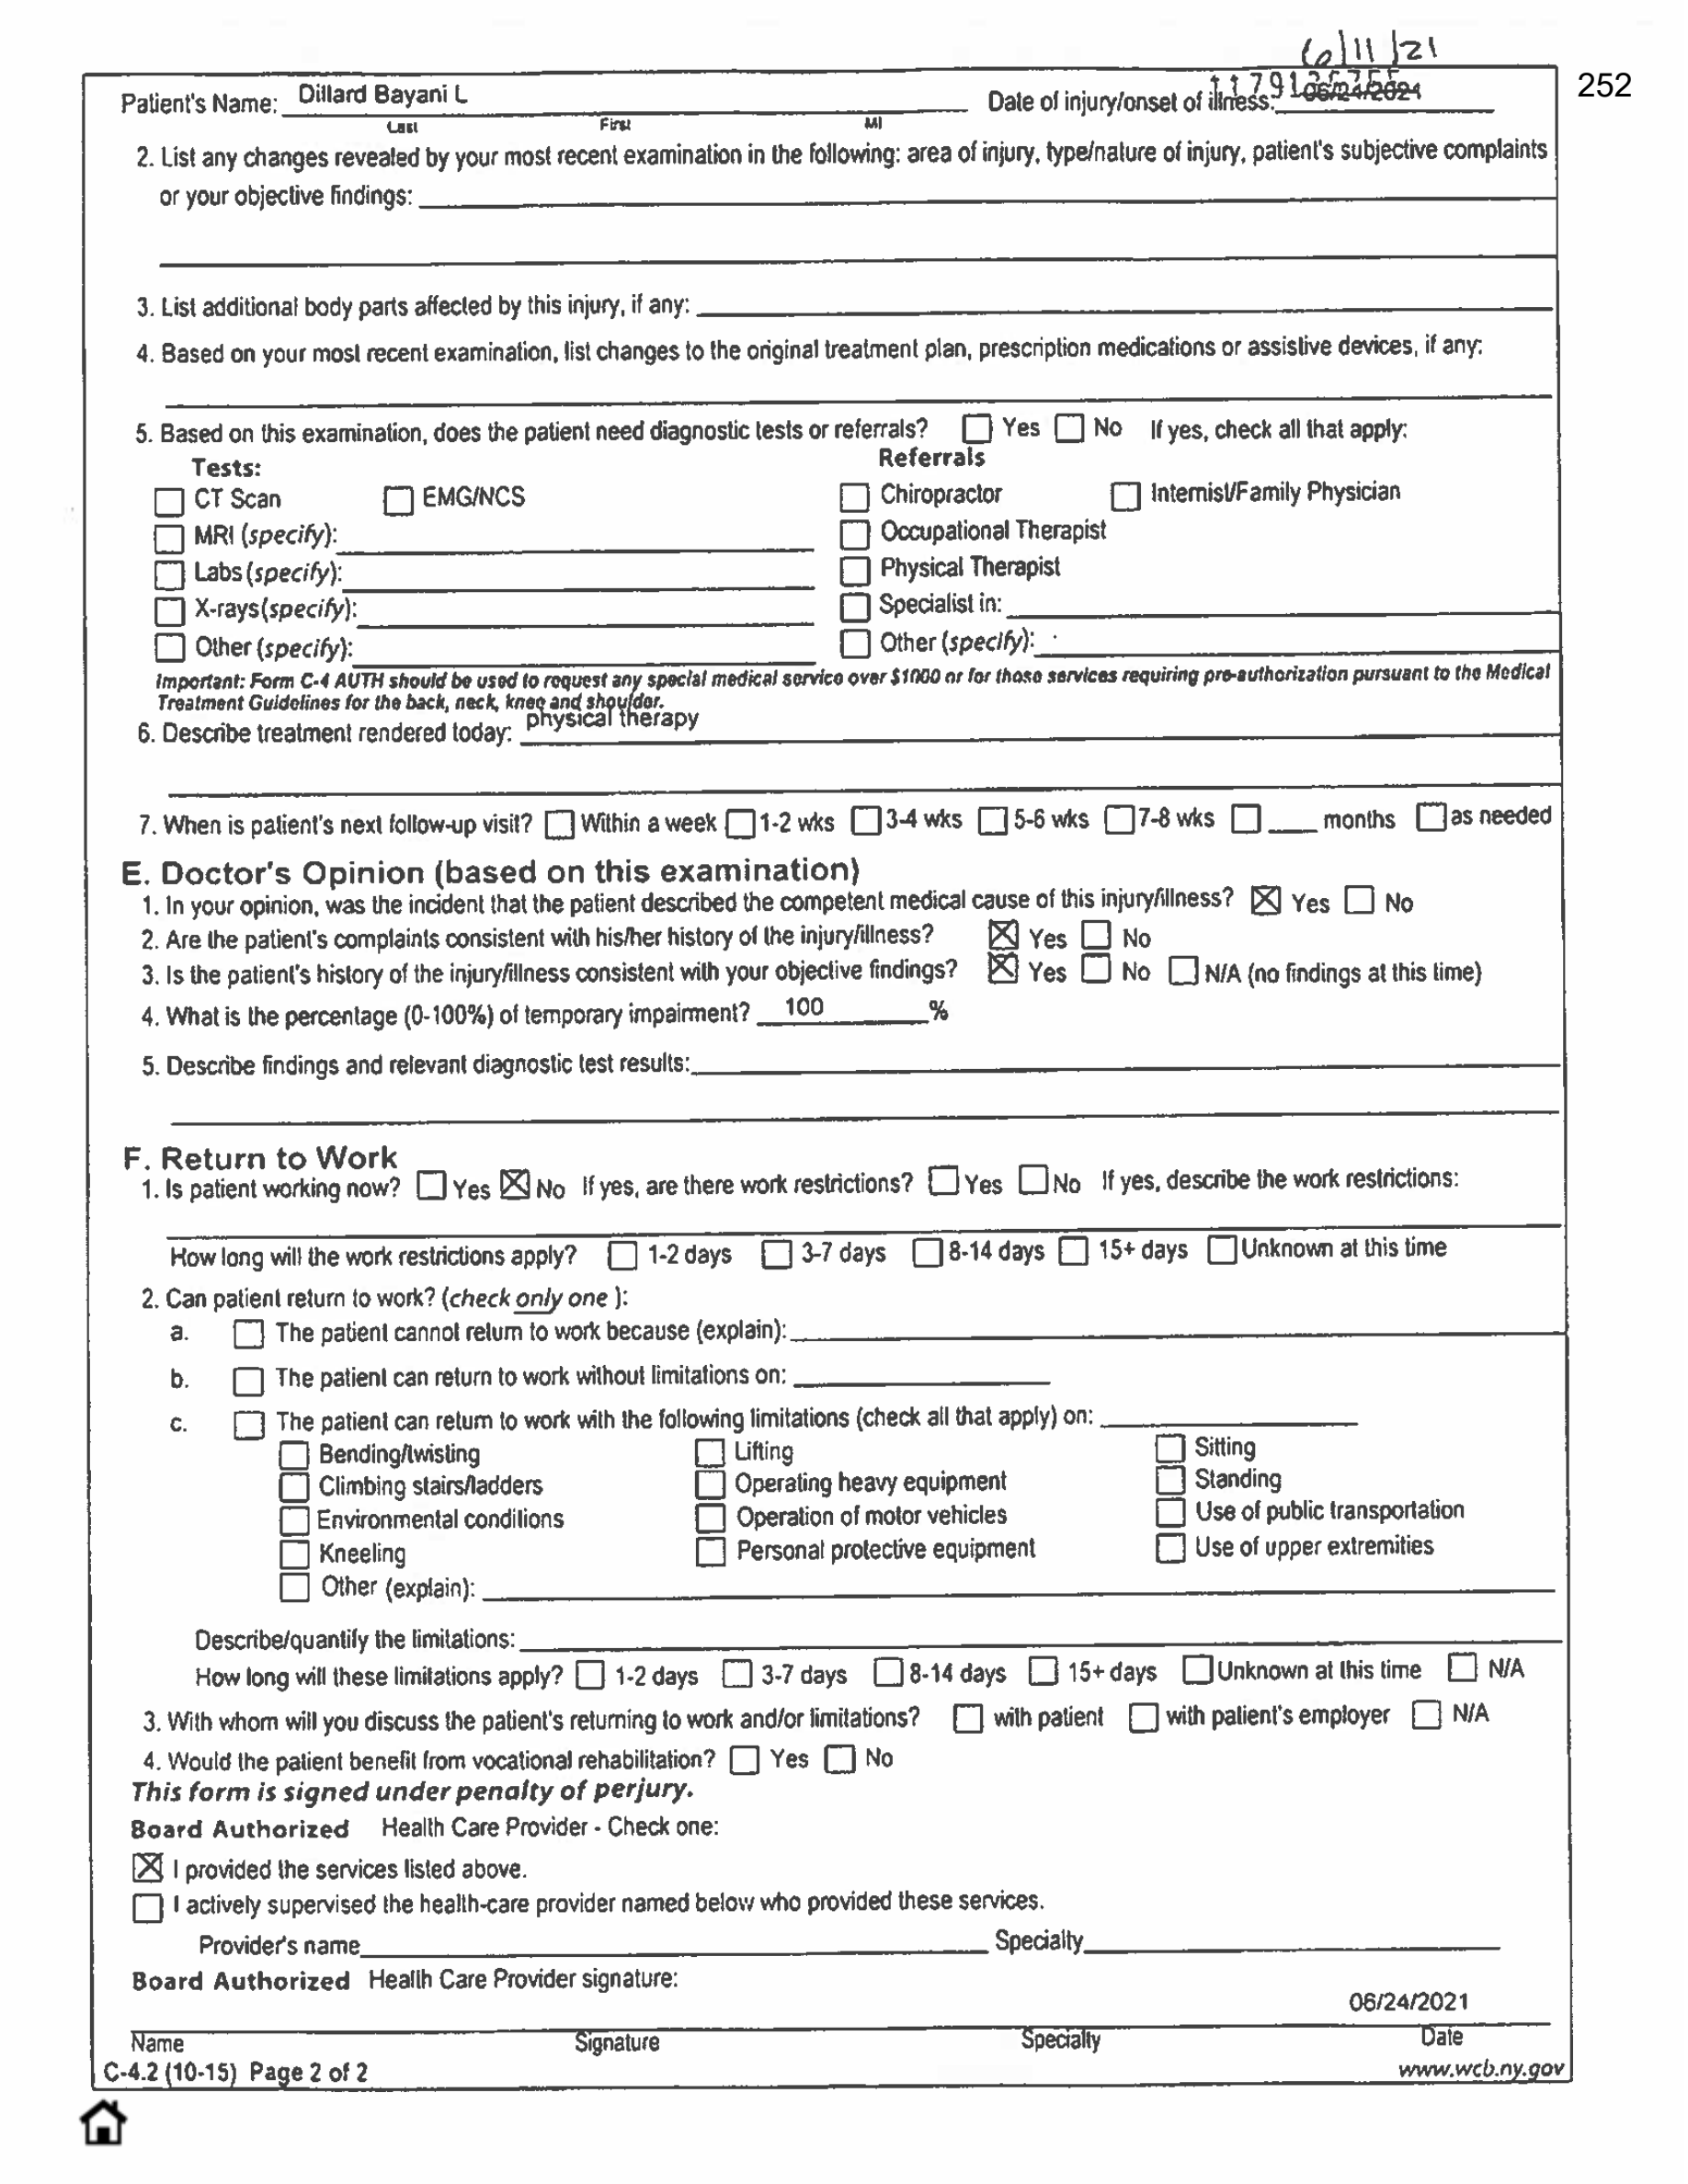 6/11/21
252
Patient's Name: Dillard Bayani L Date of injury/onset of illness: 06/24/2021
Last First MI
2. List any changes revealed by your most recent examination in the following: area of injury, type/nature of injury, patient's subjective complaints
or your objective findings:
3. List additional body parts affected by this injury, if any:
4. Based on your most recent examination, list changes to the original treatment plan, prescription medications or assistive devices, if any:
5. Based on this examination, does the patient need diagnostic tests or referrals? ☐ Yes ☐ No If yes, check all that apply:
Tests: Referrals
☐ CT Scan ☐ EMG/NCS ☐ Chiropractor ☐ Internist/Family Physician
☐ MRI (specify): ☐ Occupational Therapist
☐ Labs (specify): ☐ Physical Therapist
☐ X-rays (specify): ☐ Specialist in:
☐ Other (specify): ☐ Other (specify):
Important: Form C-4 AUTH should be used to request any special medical service over $1000 or for those services requiring pre-authorization pursuant to the Medical
Treatment Guidelines for the back, neck, knee and shoulder.
6. Describe treatment rendered today: physical therapy
7. When is patient's next follow-up visit? ☐ Within a week ☐ 1-2 wks ☐ 3-4 wks ☐ 5-6 wks ☐ 7-8 wks ☐ ____ months ☐ as needed
E. Doctor's Opinion (based on this examination)
1. In your opinion, was the incident that the patient described the competent medical cause of this injury/illness? ☒ Yes ☐ No
2. Are the patient's complaints consistent with his/her history of the injury/illness? ☒ Yes ☐ No
3. Is the patient's history of the injury/illness consistent with your objective findings? ☒ Yes ☐ No ☐ N/A (no findings at this time)
4. What is the percentage (0-100%) of temporary impairment? 100 %
5. Describe findings and relevant diagnostic test results:
F. Return to Work
1. Is patient working now? ☐ Yes ☒ No If yes, are there work restrictions? ☐ Yes ☐ No If yes, describe the work restrictions:
How long will the work restrictions apply? ☐ 1-2 days ☐ 3-7 days ☐ 8-14 days ☐ 15+ days ☐ Unknown at this time
2. Can patient return to work? (check only one ):
a. ☐ The patient cannot return to work because (explain):
b. ☐ The patient can return to work without limitations on:
c. ☐ The patient can return to work with the following limitations (check all that apply) on:
☐ Bending/twisting ☐ Lifting ☐ Sitting
☐ Climbing stairs/ladders ☐ Operating heavy equipment ☐ Standing
☐ Environmental conditions ☐ Operation of motor vehicles ☐ Use of public transportation
☐ Kneeling ☐ Personal protective equipment ☐ Use of upper extremities
☐ Other (explain):
Describe/quantify the limitations:
How long will these limitations apply? ☐ 1-2 days ☐ 3-7 days ☐ 8-14 days ☐ 15+ days ☐ Unknown at this time ☐ N/A
3. With whom will you discuss the patient's returning to work and/or limitations? ☐ with patient ☐ with patient's employer ☐ N/A
4. Would the patient benefit from vocational rehabilitation? ☐ Yes ☐ No
This form is signed under penalty of perjury.
Board Authorized Health Care Provider - Check one:
☒ I provided the services listed above.
☐ I actively supervised the health-care provider named below who provided these services.
Provider's name Specialty
Board Authorized Health Care Provider signature:
06/24/2021
Name Signature Specialty Date
C-4.2 (10-15) Page 2 of 2 www.wcb.ny.gov